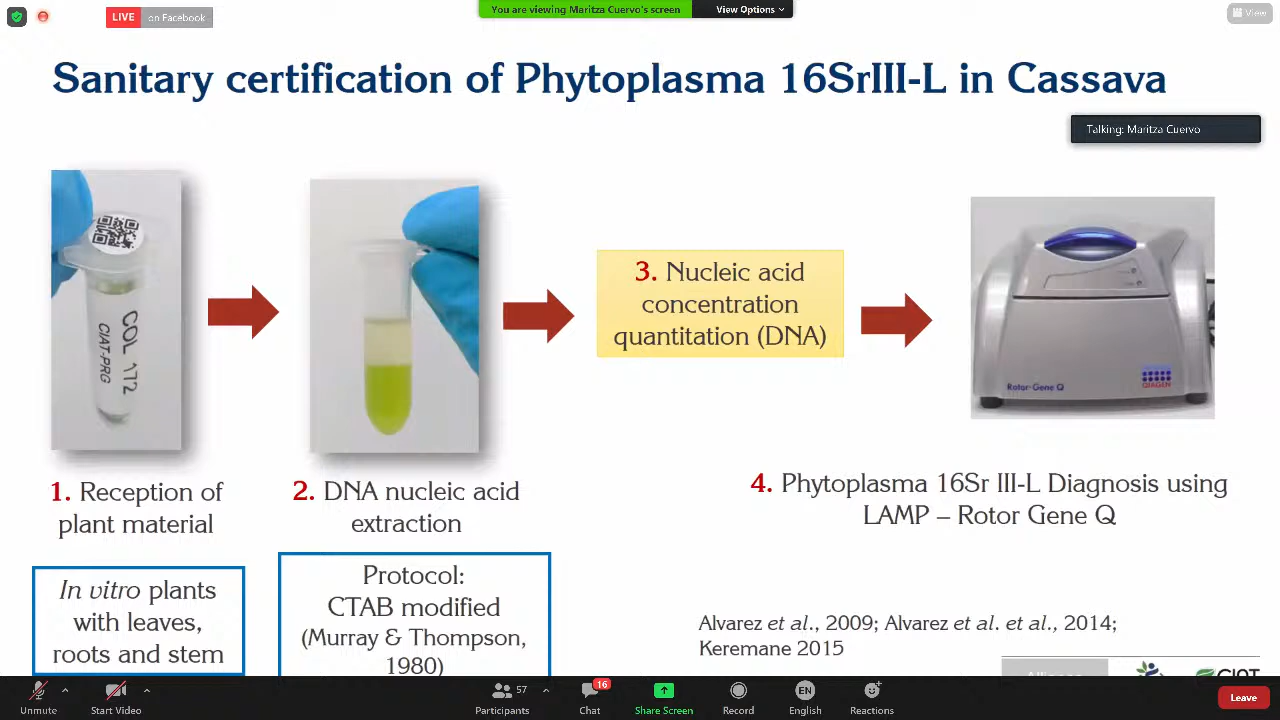 LIVE on Facebook
You are viewing Maritza Cuervo's screen
View Options
View
Sanitary certification of Phytoplasma 16SrIII-L in Cassava
Talking: Maritza Cuervo
COL 172
CIAT-PRG
3. Nucleic acid
concentration
quantitation (DNA)
Rotor-Gene Q
QIAGEN
1. Reception of
plant material
2. DNA nucleic acid
extraction
4. Phytoplasma 16Sr III-L Diagnosis using
LAMP – Rotor Gene Q
In vitro plants
with leaves,
roots and stem
Protocol:
CTAB modified
(Murray & Thompson,
1980)
Alvarez et al., 2009; Alvarez et al. et al., 2014;
Keremane 2015
CIAT
Unmute
Start Video
57
Participants
16
Chat
Share Screen
Record
EN
English
Reactions
Leave